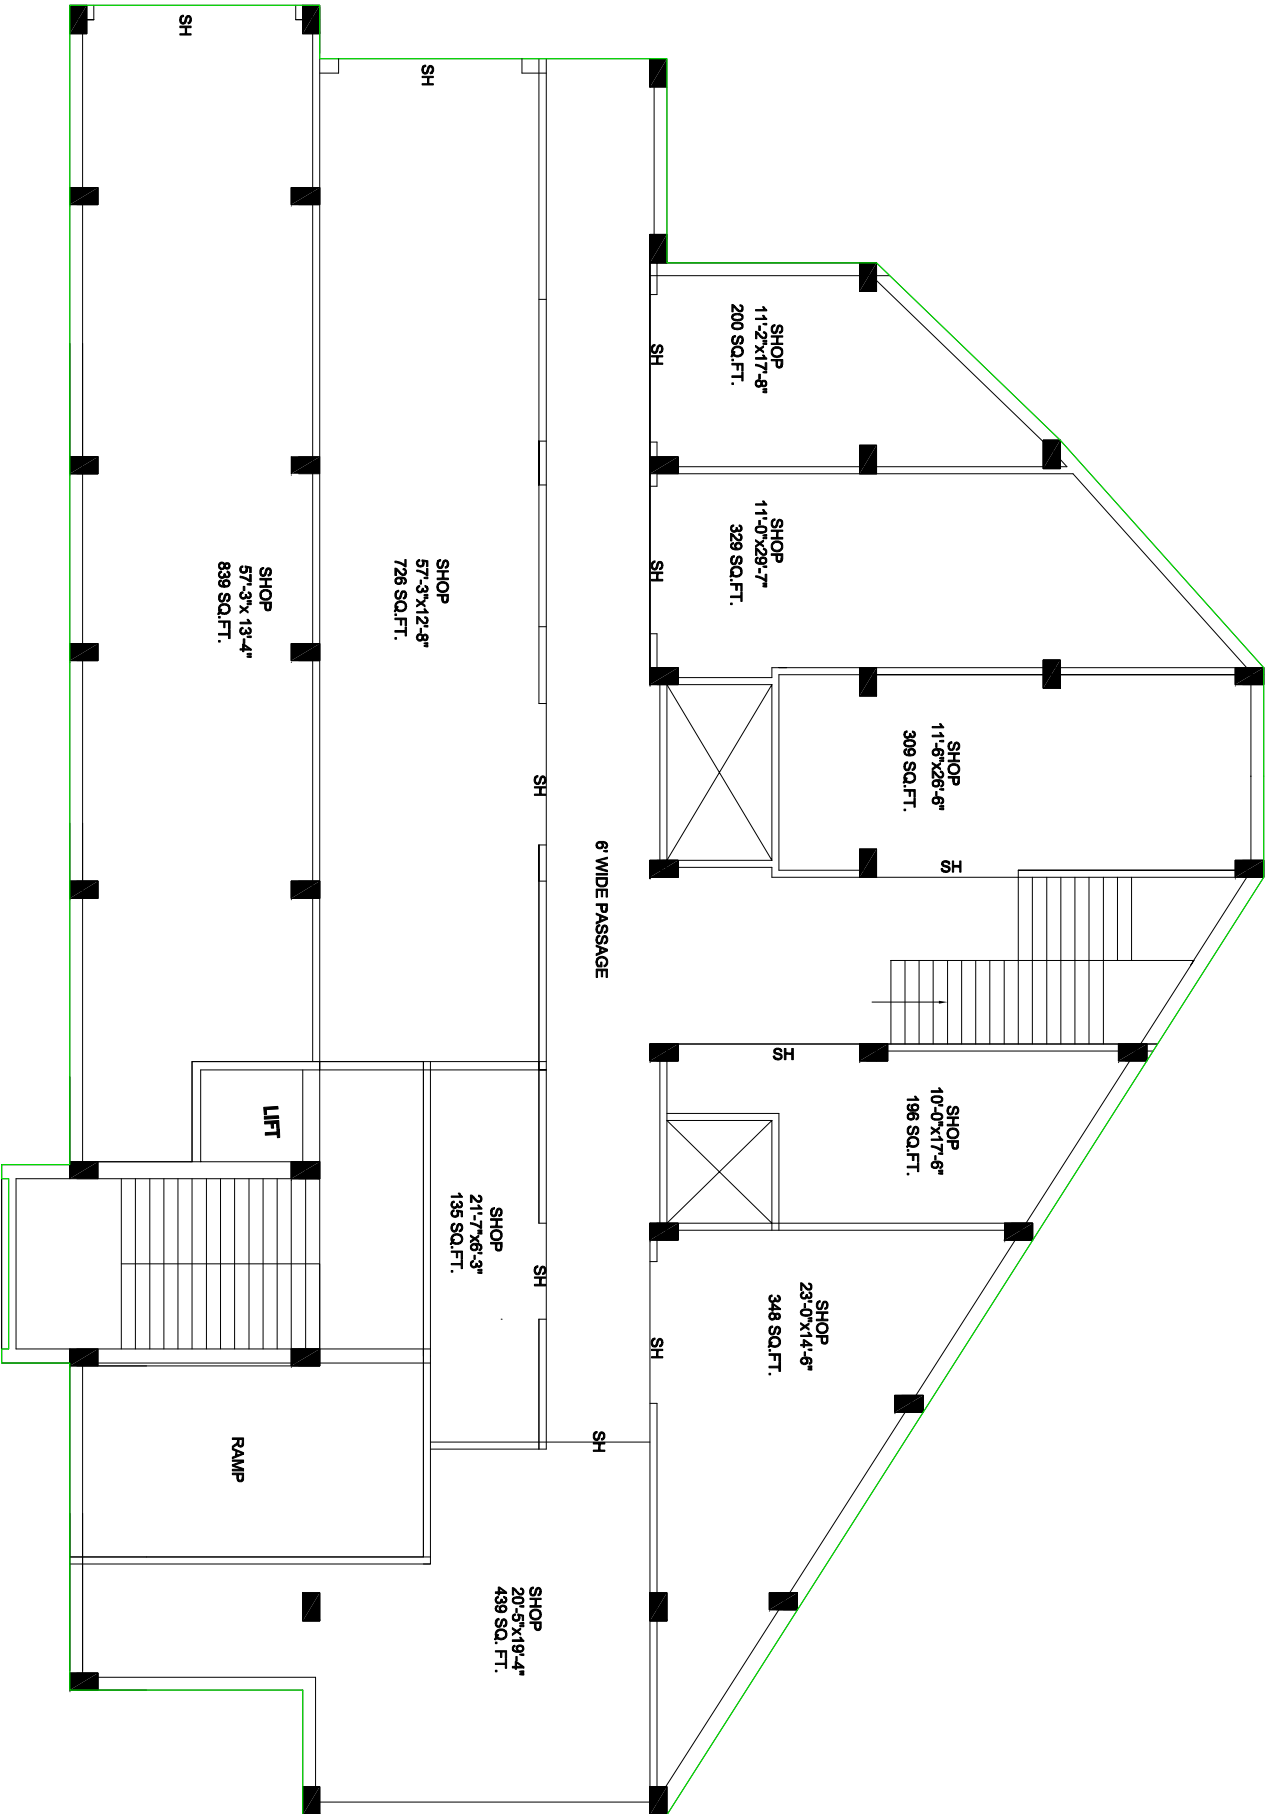 SH
SH
SHOP
11'-2"x17'-8"
200 SQ.FT.
SH
SHOP
11'-0"x29'-7"
329 SQ.FT.
SH
SHOP
57'-3"x12'-8"
726 SQ.FT.
SHOP
57'-3"x 13'-4"
839 SQ.FT.
SHOP
11'-6"x26'-6"
309 SQ.FT.
SH
SH
6' WIDE PASSAGE
SH
SHOP
10'-0"x17'-6"
196 SQ.FT.
LIFT
SHOP
21'-7"x6'-3"
135 SQ.FT.
SH
SHOP
23'-0"x14'-6"
348 SQ.FT.
SH
SH
RAMP
SHOP
20'-5"x19'-4"
439 SQ. FT.